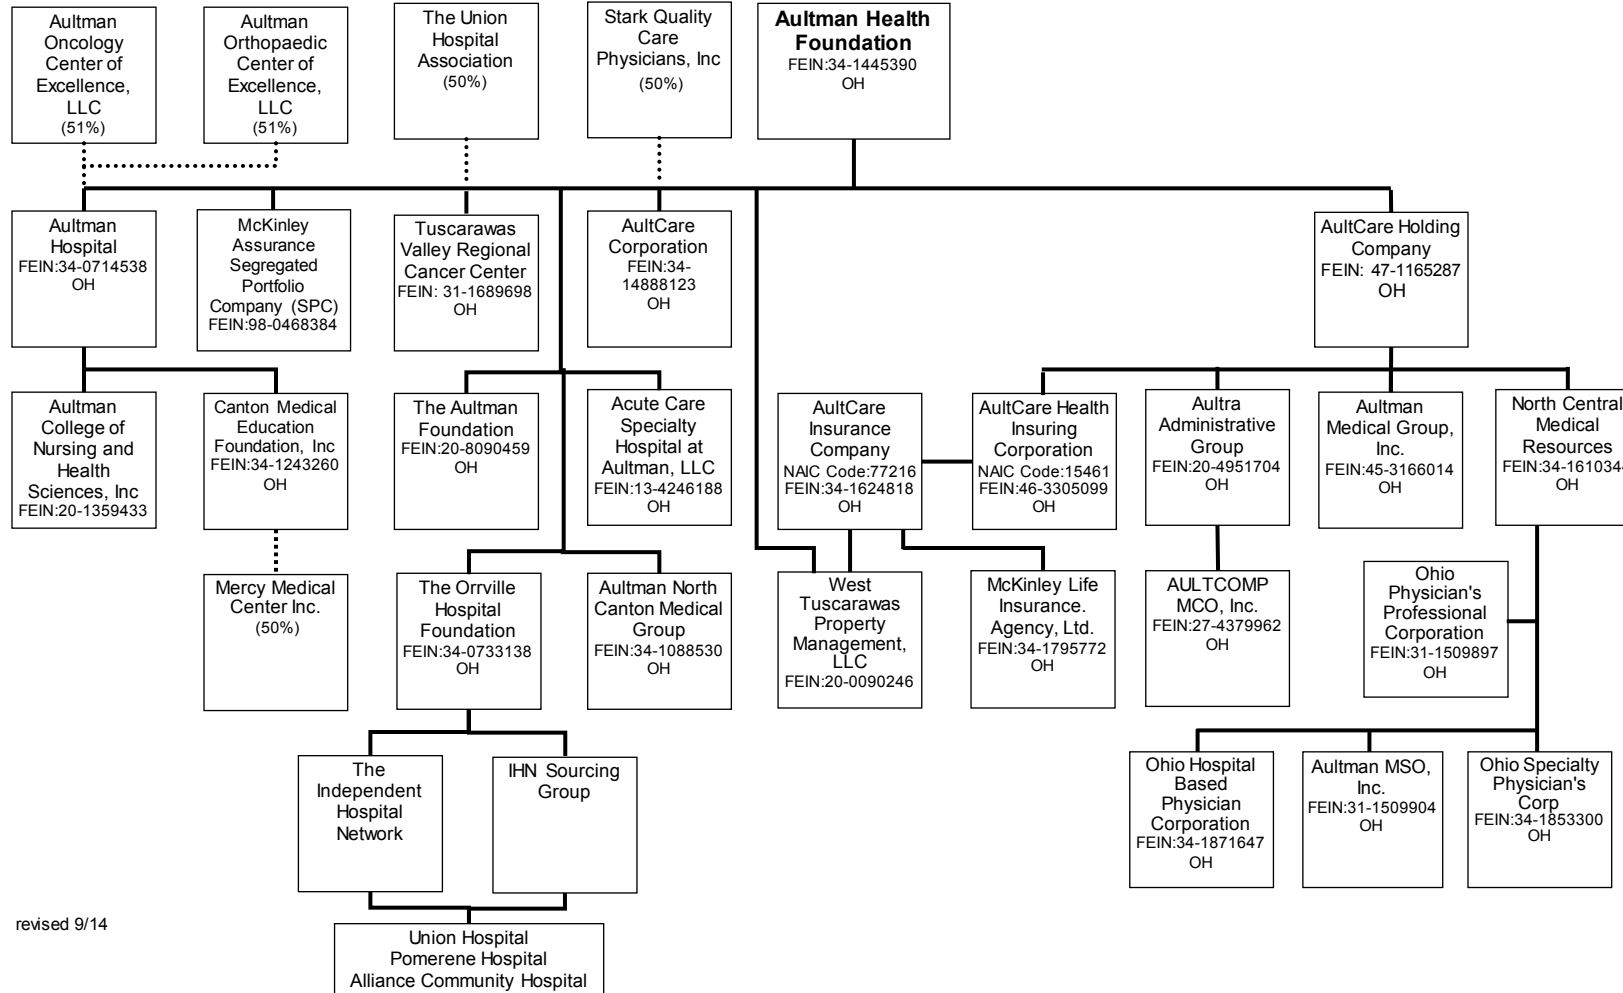 Aultman
Oncology
Center of
Excellence,
LLC
(51%)
Aultman
Orthopaedic
Center of
Excellence,
LLC
(51%)
The Union
Hospital
Association
(50%)
Stark Quality
Care
Physicians, Inc
(50%)
Aultman Health
Foundation
FEIN:34-1445390
OH
Aultman
Hospital
FEIN:34-0714538
OH
McKinley
Assurance
Segregated
Portfolio
Company (SPC)
FEIN:98-0468384
Tuscarawas
Valley Regional
Cancer Center
FEIN: 31-1689698
OH
AultCare
Corporation
FEIN:34-
14888123
OH
AultCare Holding
Company
FEIN: 47-1165287
OH
Aultman
College of
Nursing and
Health
Sciences, Inc
FEIN:20-1359433
Canton Medical
Education
Foundation, Inc
FEIN:34-1243260
OH
The Aultman
Foundation
FEIN:20-8090459
OH
Acute Care
Specialty
Hospital at
Aultman, LLC
FEIN:13-4246188
OH
AultCare
Insurance
Company
NAIC Code:77216
FEIN:34-1624818
OH
AultCare Health
Insuring
Corporation
NAIC Code:15461
FEIN:46-3305099
OH
Aultra
Administrative
Group
FEIN:20-4951704
OH
Aultman
Medical Group,
Inc.
FEIN:45-3166014
OH
North Central
Medical
Resources
FEIN:34-161034
OH
Mercy Medical
Center Inc.
(50%)
The Orrville
Hospital
Foundation
FEIN:34-0733138
OH
Aultman North
Canton Medical
Group
FEIN:34-1088530
OH
West
Tuscarawas
Property
Management,
LLC
FEIN:20-0090246
McKinley Life
Insurance.
Agency, Ltd.
FEIN:34-1795772
OH
AULTCOMP
MCO, Inc.
FEIN:27-4379962
OH
Ohio
Physician's
Professional
Corporation
FEIN:31-1509897
OH
The
Independent
Hospital
Network
IHN Sourcing
Group
Ohio Hospital
Based
Physician
Corporation
FEIN:34-1871647
OH
Aultman MSO,
Inc.
FEIN:31-1509904
OH
Ohio Specialty
Physician's
Corp
FEIN:34-1853300
OH
revised 9/14
Union Hospital
Pomerene Hospital
Alliance Community Hospital